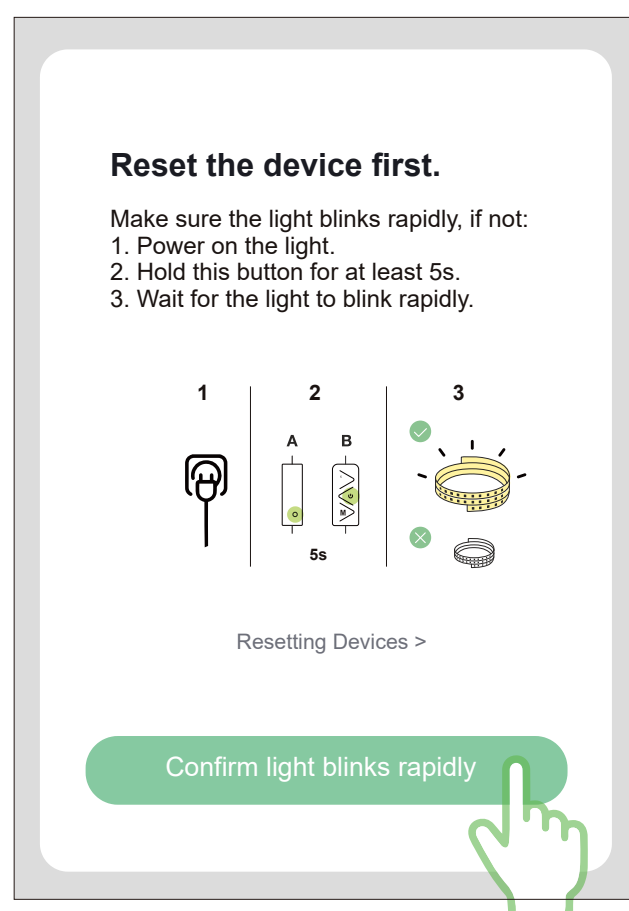 Reset the device first.
Make sure the light blinks rapidly, if not:
1. Power on the light.
2. Hold this button for at least 5s.
3. Wait for the light to blink rapidly.
1
2
3
A
B
M
5s
Resetting Devices >
Confirm light blinks rapidly